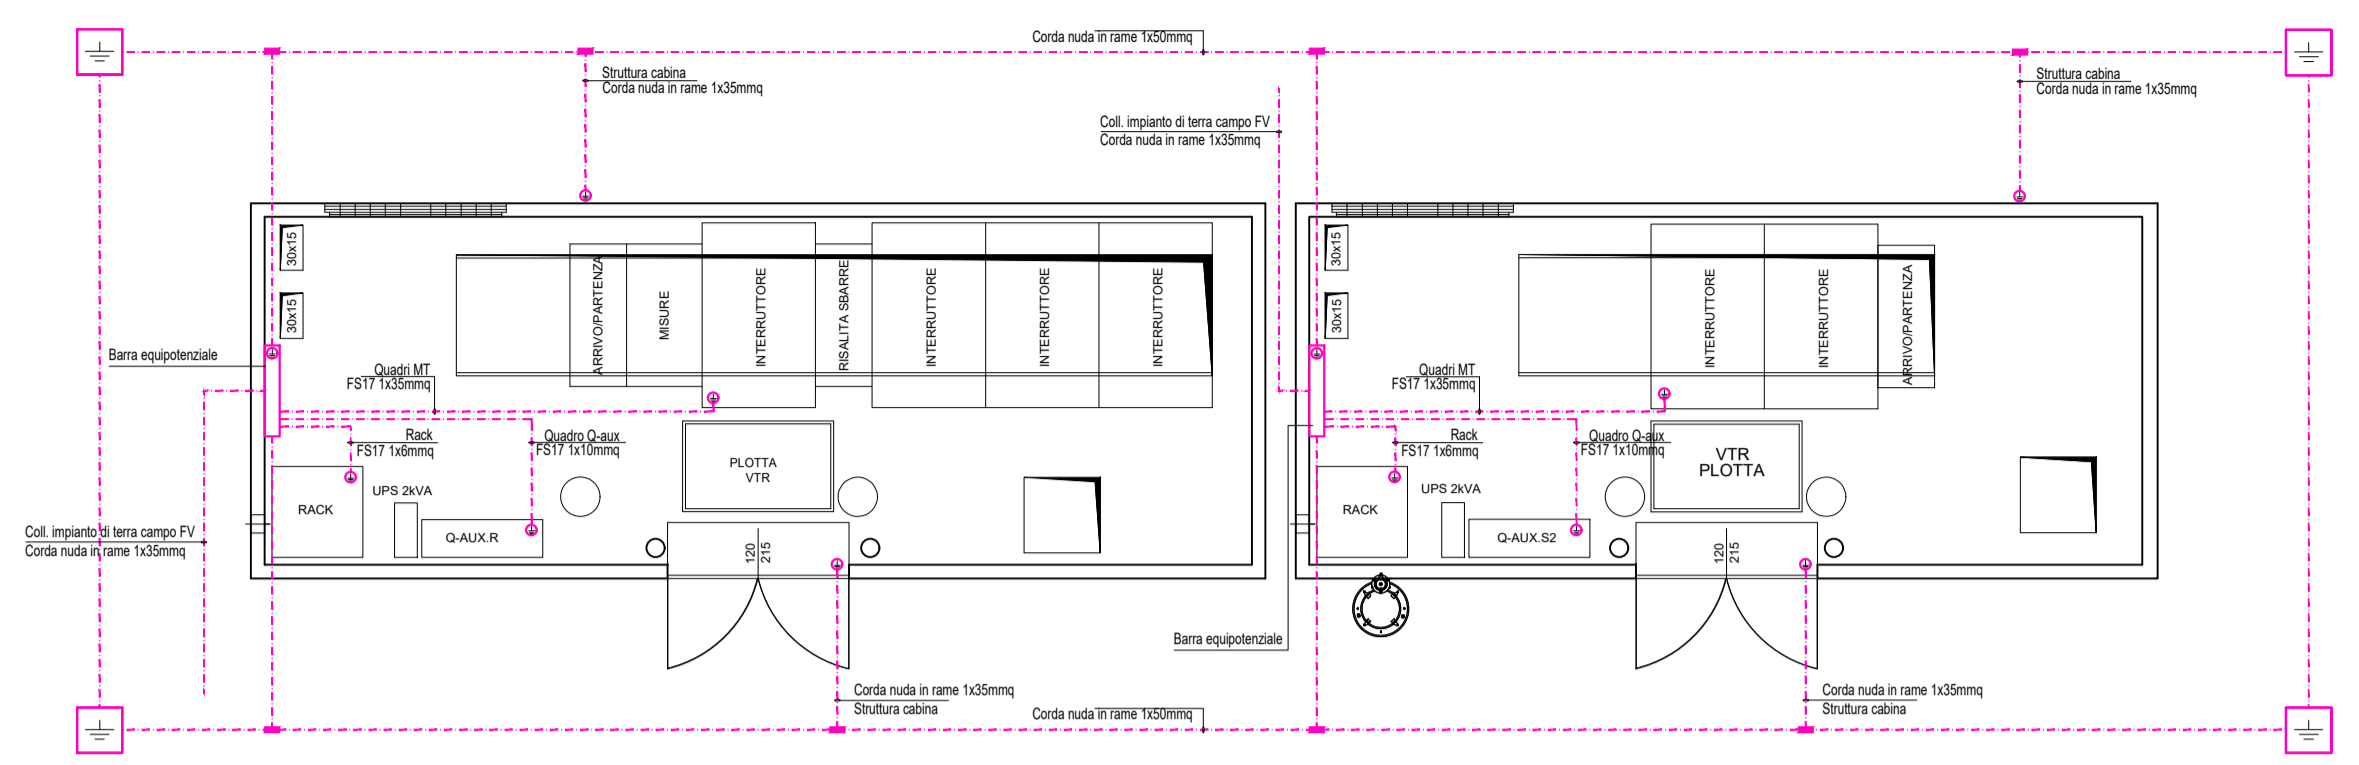 Corda nuda in rame 1x50mmq
Struttura cabina
Corda nuda in rame 1x35mmq
Struttura cabina
Corda nuda in rame 1x35mmq
Coll. impianto di terra campo FV
Corda nuda in rame 1x35mmq
30x15
30x15
ARRIVO/PARTENZA
MISURE
INTERRUTTORE
RISALITA SBARRE
INTERRUTTORE
INTERRUTTORE
INTERRUTTORE
30x15
30x15
INTERRUTTORE
INTERRUTTORE
ARRIVO/PARTENZA
Barra equipotenziale
Quadri MT
FS17 1x35mmq
Quadri MT
FS17 1x35mmq
Rack
FS17 1x6mmq
Quadro Q-aux
FS17 1x10mmq
Rack
FS17 1x6mmq
Quadro Q-aux
FS17 1x10mmq
PLOTTA
VTR
VTR
PLOTTA
RACK
UPS 2kVA
Q-AUX.R
RACK
UPS 2kVA
Q-AUX.S2
Coll. impianto di terra campo FV
Corda nuda in rame 1x35mmq
120
215
120
215
Barra equipotenziale
Corda nuda in rame 1x35mmq
Struttura cabina
Corda nuda in rame 1x50mmq
Corda nuda in rame 1x35mmq
Struttura cabina